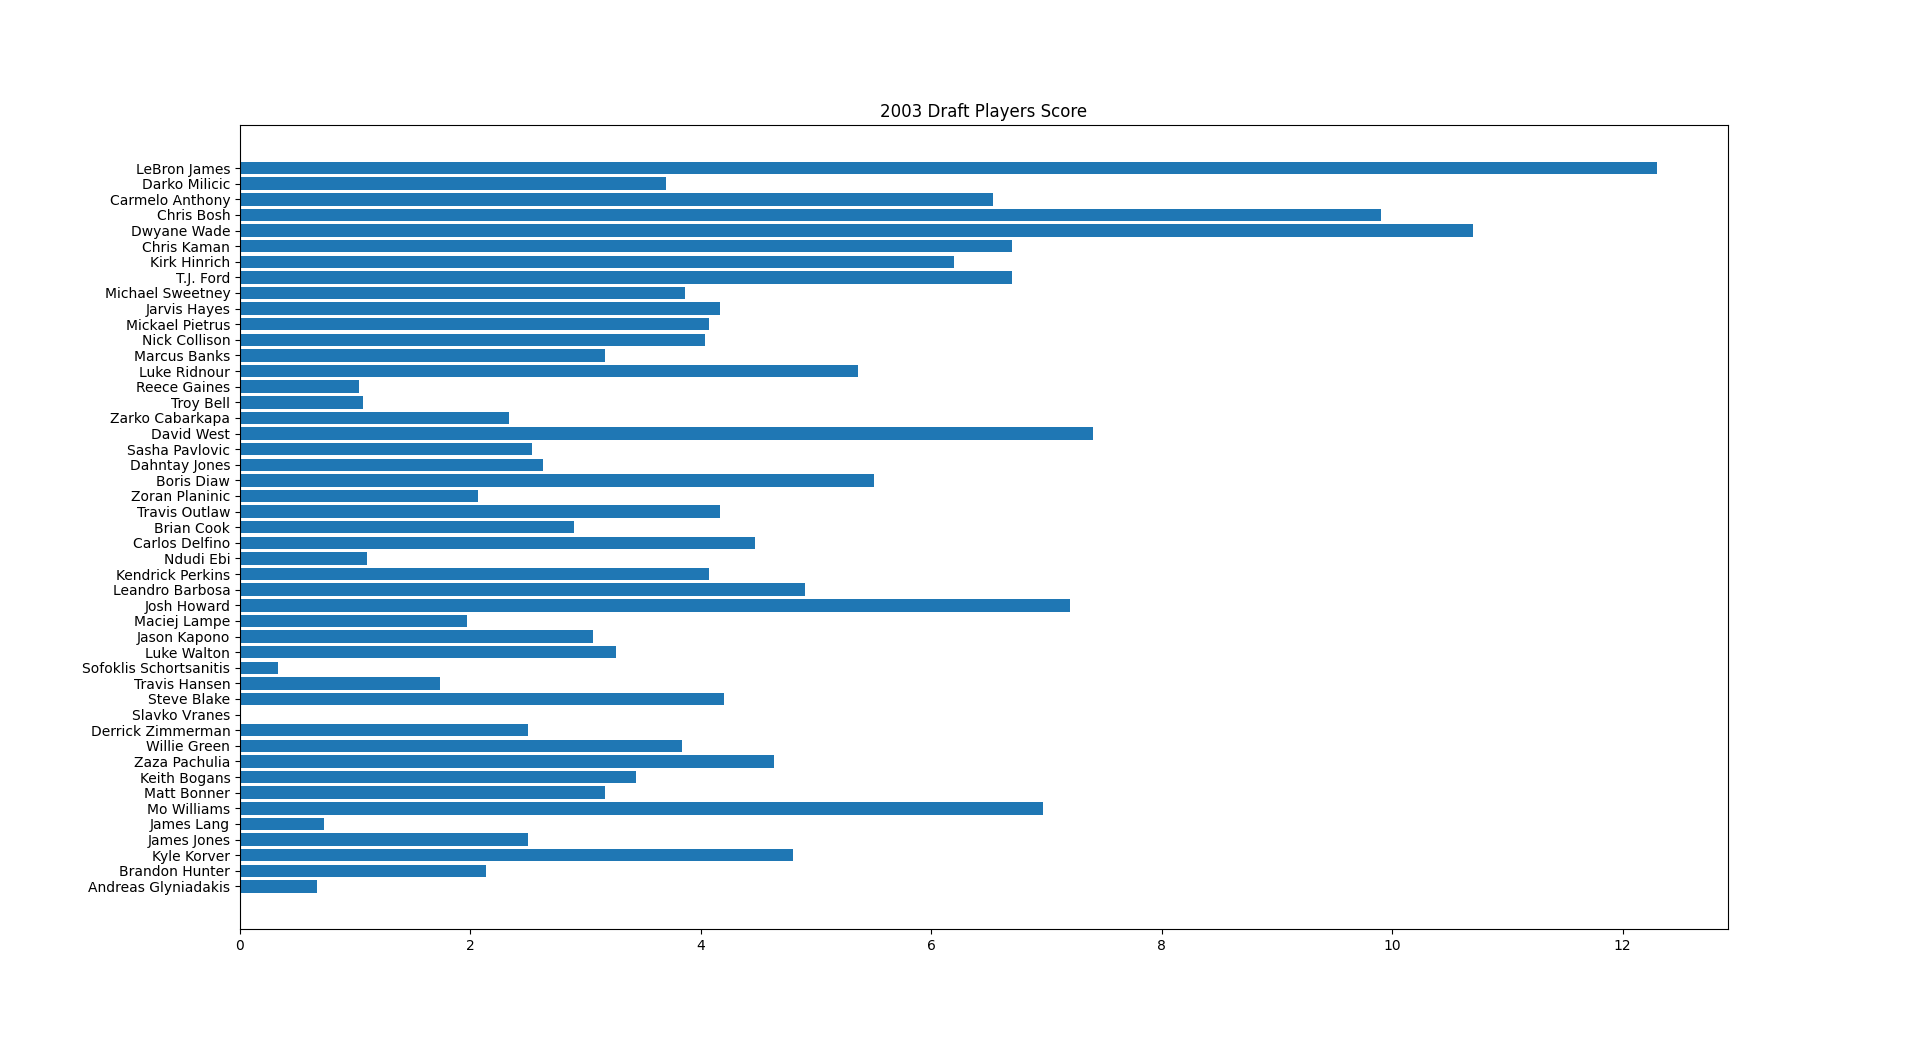 2003 Draft Players Score
LeBron James
Darko Milicic
Carmelo Anthony
Chris Bosh
Dwyane Wade
Chris Kaman
Kirk Hinrich
T.J. Ford
Michael Sweetney
Jarvis Hayes
Mickael Pietrus
Nick Collison
Marcus Banks
Luke Ridnour
Reece Gaines
Troy Bell
Zarko Cabarkapa
David West
Sasha Pavlovic
Dahntay Jones
Boris Diaw
Zoran Planinic
Travis Outlaw
Brian Cook
Carlos Delfino
Ndudi Ebi
Kendrick Perkins
Leandro Barbosa
Josh Howard
Maciej Lampe
Jason Kapono
Luke Walton
Sofoklis Schortsanitis
Travis Hansen
Steve Blake
Slavko Vranes
Derrick Zimmerman
Willie Green
Zaza Pachulia
Keith Bogans
Matt Bonner
Mo Williams
James Lang
James Jones
Kyle Korver
Brandon Hunter
Andreas Glyniadakis
0 2 4 6 8 10 12